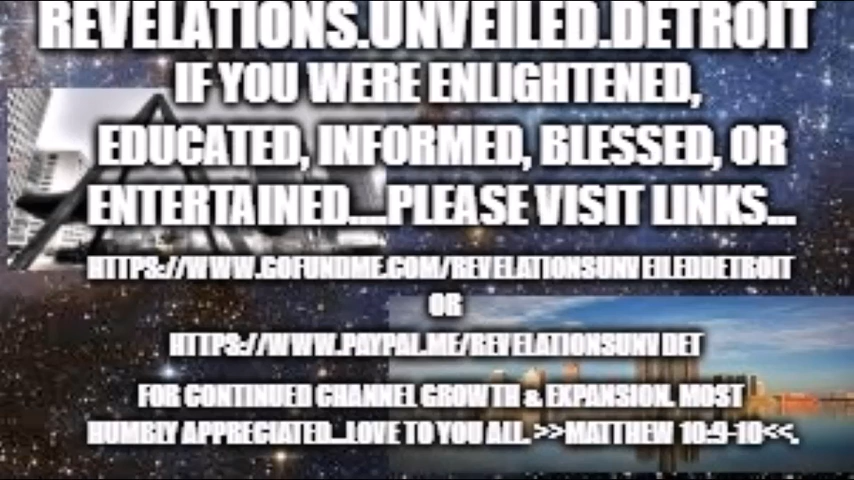 REVELATIONS.UNVEILED.DETROIT
IF YOU WERE ENLIGHTENED,
EDUCATED, INFORMED, BLESSED, OR
ENTERTAINED....PLEASE VISIT LINKS...
HTTPS://WWW.GOFUNDME.COM/REVELATIONSUNVEILEDDETROIT
OR
HTTPS://WWW.PAYPAL.ME/REVELATIONSUNVDET
FOR CONTINUED CHANNEL GROWTH & EXPANSION. MOST
HUMBLY APPRECIATED...LOVE TO YOU ALL. >>MATTHEW 10:9-10<<.